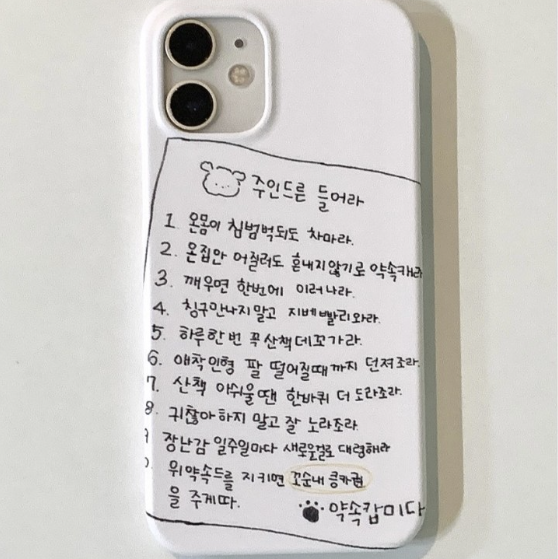 주인드른 들어라
1. 온몸이 침범벅되도 차마라.
2. 온집안 어질러도 혼내지않기로 약속캐라
3. 깨우면 한번에 이러나라.
4. 칭구만나지말고 지베빨리와라.
5. 하루한번 꼭산책데꼬가라.
6. 애착인형 팔 떨어질때까지 던져조라.
7. 산책 아쉬울땐 한바퀴 더 도라조라.
8. 귀찮아하지 말고 잘 노라조라.
9 장난감 일주일마다 새로운걸로 대령해라
0. 위약속드를 지키면 꼬순내 킁카권
을 주게따.
약속캅미다